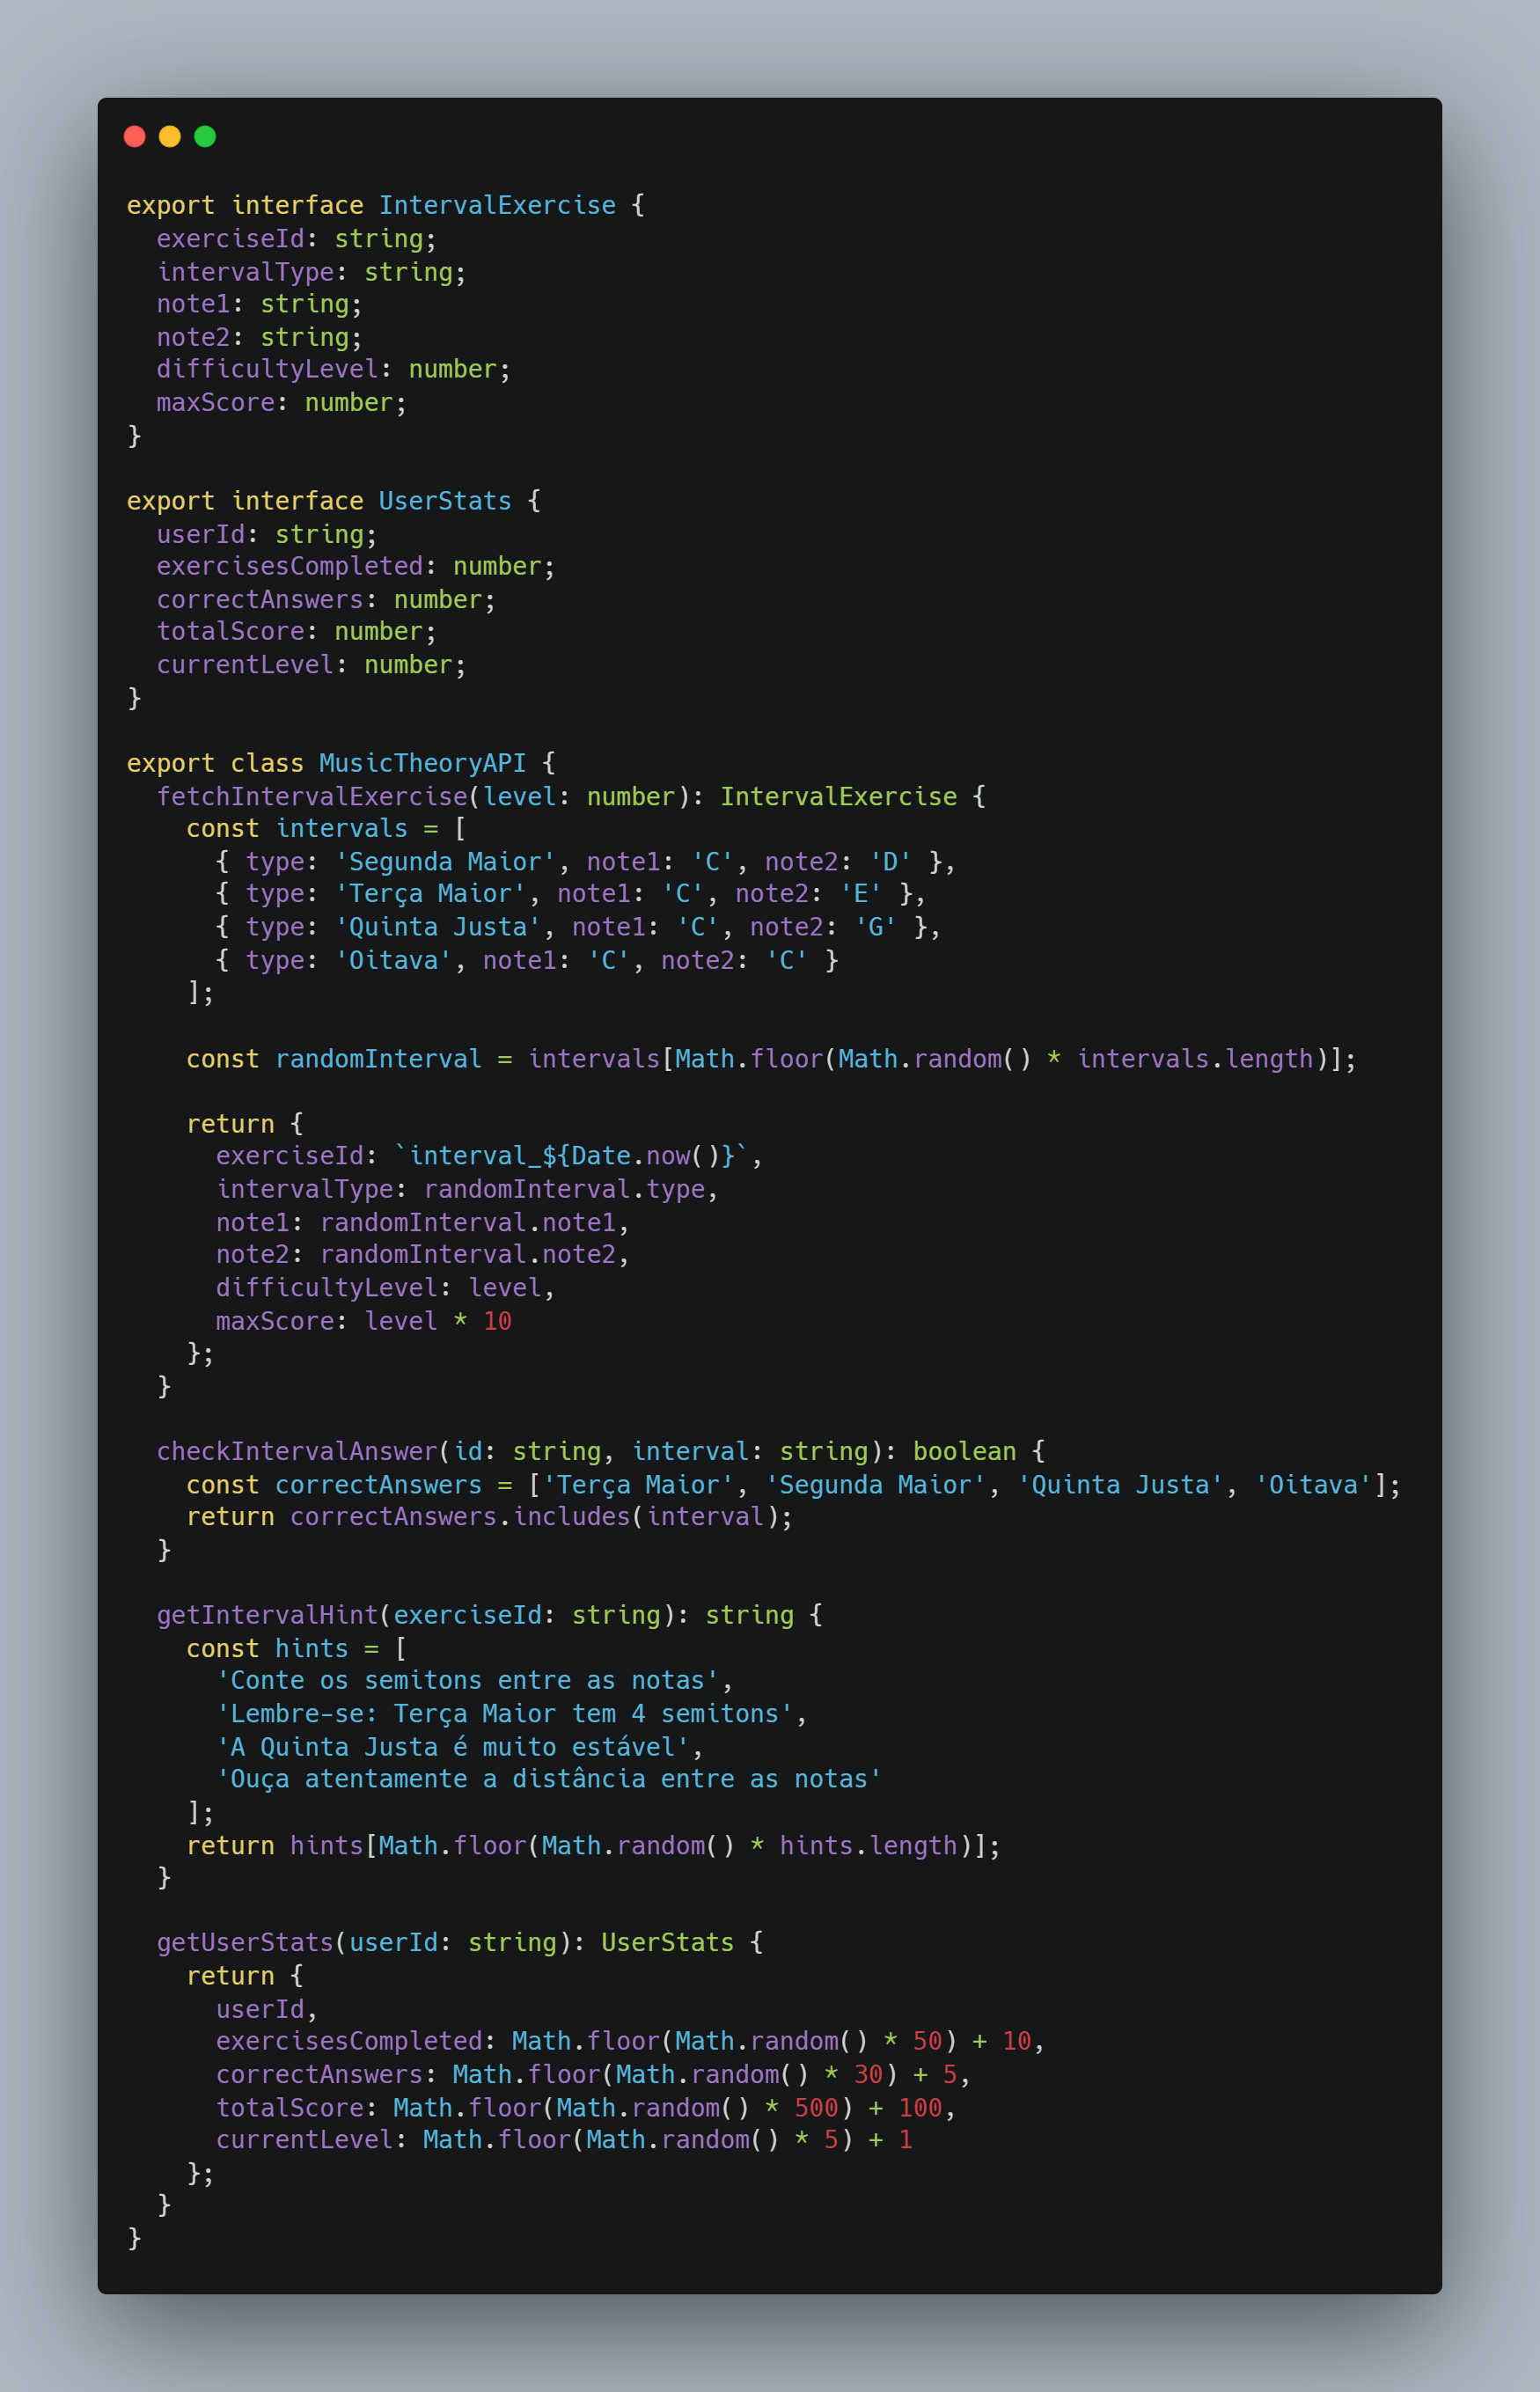 export interface IntervalExercise {
  exerciseId: string;
  intervalType: string;
  note1: string;
  note2: string;
  difficultyLevel: number;
  maxScore: number;
}

export interface UserStats {
  userId: string;
  exercisesCompleted: number;
  correctAnswers: number;
  totalScore: number;
  currentLevel: number;
}

export class MusicTheoryAPI {
  fetchIntervalExercise(level: number): IntervalExercise {
    const intervals = [
      { type: 'Segunda Maior', note1: 'C', note2: 'D' },
      { type: 'Terça Maior', note1: 'C', note2: 'E' },
      { type: 'Quinta Justa', note1: 'C', note2: 'G' },
      { type: 'Oitava', note1: 'C', note2: 'C' }
    ];

    const randomInterval = intervals[Math.floor(Math.random() * intervals.length)];

    return {
      exerciseId: `interval_${Date.now()}`,
      intervalType: randomInterval.type,
      note1: randomInterval.note1,
      note2: randomInterval.note2,
      difficultyLevel: level,
      maxScore: level * 10
    };
  }

  checkIntervalAnswer(id: string, interval: string): boolean {
    const correctAnswers = ['Terça Maior', 'Segunda Maior', 'Quinta Justa', 'Oitava'];
    return correctAnswers.includes(interval);
  }

  getIntervalHint(exerciseId: string): string {
    const hints = [
      'Conte os semitons entre as notas',
      'Lembre-se: Terça Maior tem 4 semitons',
      'A Quinta Justa é muito estável',
      'Ouça atentamente a distância entre as notas'
    ];
    return hints[Math.floor(Math.random() * hints.length)];
  }

  getUserStats(userId: string): UserStats {
    return {
      userId,
      exercisesCompleted: Math.floor(Math.random() * 50) + 10,
      correctAnswers: Math.floor(Math.random() * 30) + 5,
      totalScore: Math.floor(Math.random() * 500) + 100,
      currentLevel: Math.floor(Math.random() * 5) + 1
    };
  }
}